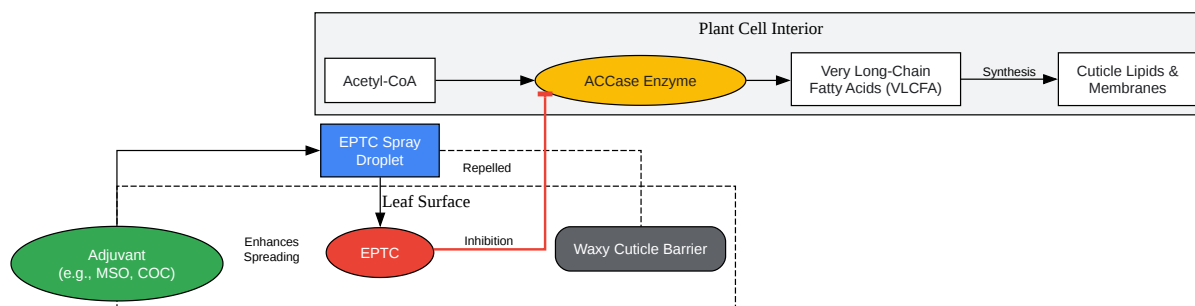 Plant Cell Interior
Acetyl-CoA
ACCase Enzyme
Very Long-Chain
Fatty Acids (VLCFA)
Synthesis
Cuticle Lipids &
Membranes
EPTC Spray
Droplet
Repelled
Leaf Surface
Adjuvant
(e.g., MSO, COC)
Enhances
Spreading
EPTC
Inhibition
Waxy Cuticle Barrier